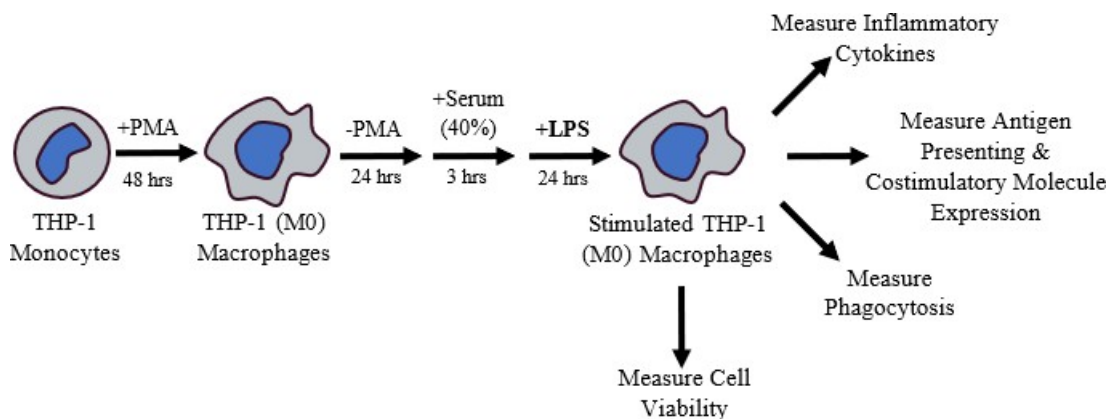 THP-1
Monocytes
+PMA
48 hrs
THP-1 (M0)
Macrophages
-PMA
24 hrs
+Serum
(40%)
3 hrs
+LPS
24 hrs
Stimulated THP-1
(M0) Macrophages
Measure Inflammatory
Cytokines
Measure Antigen
Presenting &
Costimulatory Molecule
Expression
Measure
Phagocytosis
Measure Cell
Viability